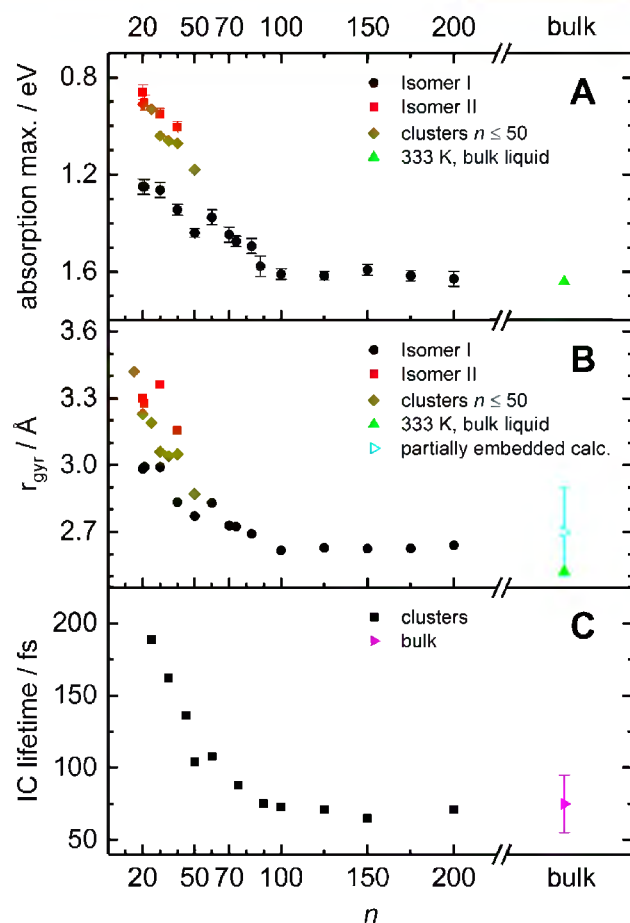 20 50 70 100 150 200 bulk
A
Isomer I
Isomer II
clusters n ≤ 50
333 K, bulk liquid
0.8
1.2
1.6
absorption max. / eV
B
Isomer I
Isomer II
clusters n ≤ 50
333 K, bulk liquid
partially embedded calc.
3.6
3.3
3.0
2.7
r_gyr / Å
C
clusters
bulk
200
150
100
50
IC lifetime / fs
20 50 70 100 150 200 bulk
n